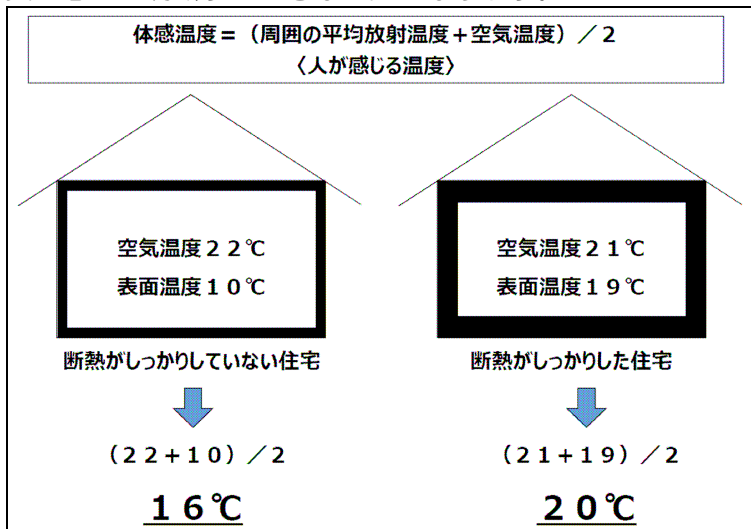 体感温度＝（周囲の平均放射温度＋空気温度）／２
〈人が感じる温度〉
空気温度２２℃
表面温度１０℃
断熱がしっかりしていない住宅
（２２＋１０）／２
１６℃
空気温度２１℃
表面温度１９℃
断熱がしっかりした住宅
（２１＋１９）／２
２０℃